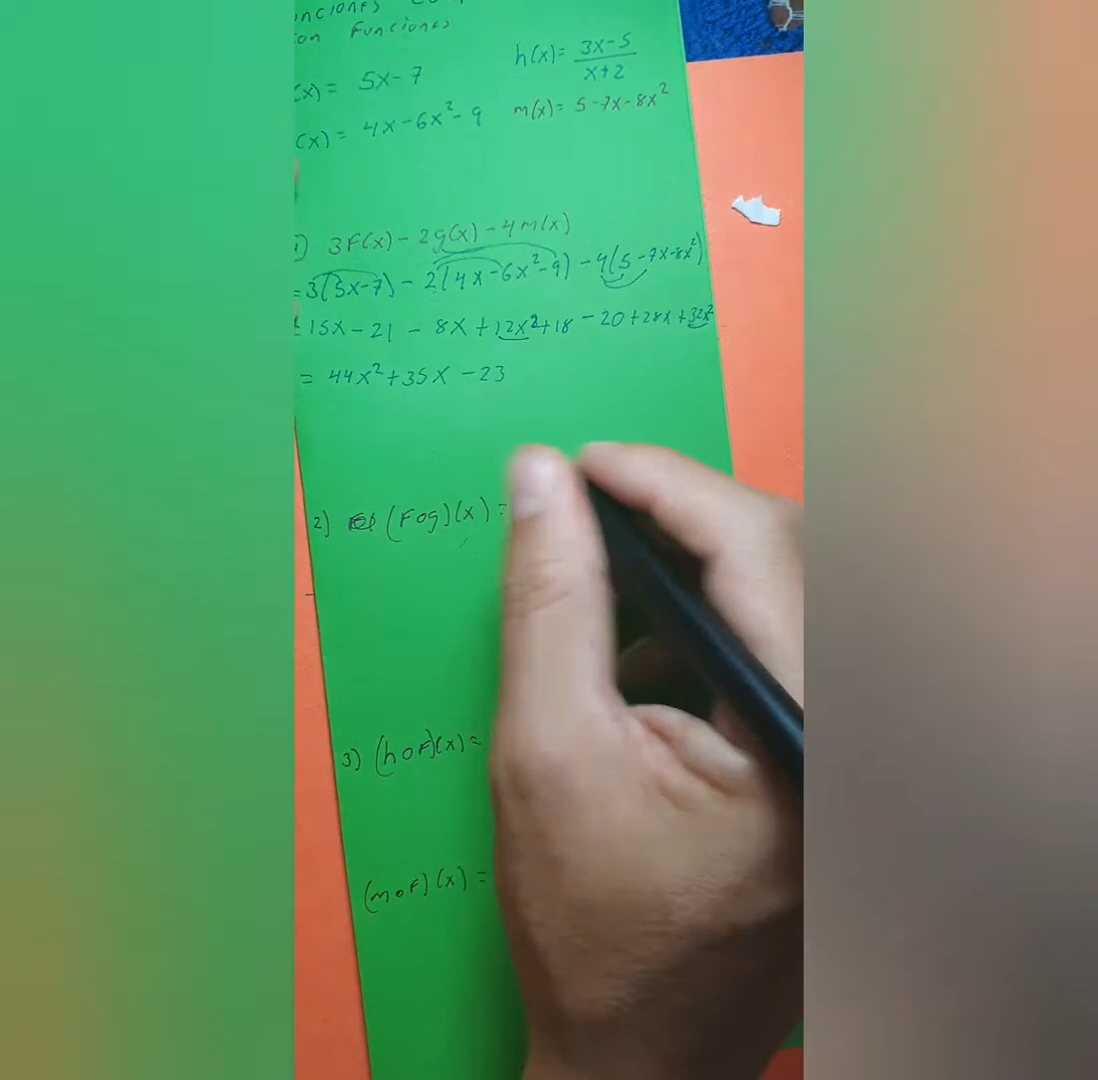 Funciones
(x) = 5x-7
(x) = 4x-6x²-9
h(x)= 3x-5/x+2
m(x)= 5-7x-8x²
1) 3F(x)-2g(x)-4m(x)
=3(5x-7)-2(4x-6x²-9)-4(5-7x-8x²)
= 15x-21-8x+12x²+18-20+28x+32x²
= 44x²+35x-23
2) (Fog)(x)=
3) (hoF)(x)=
(moF)(x)=